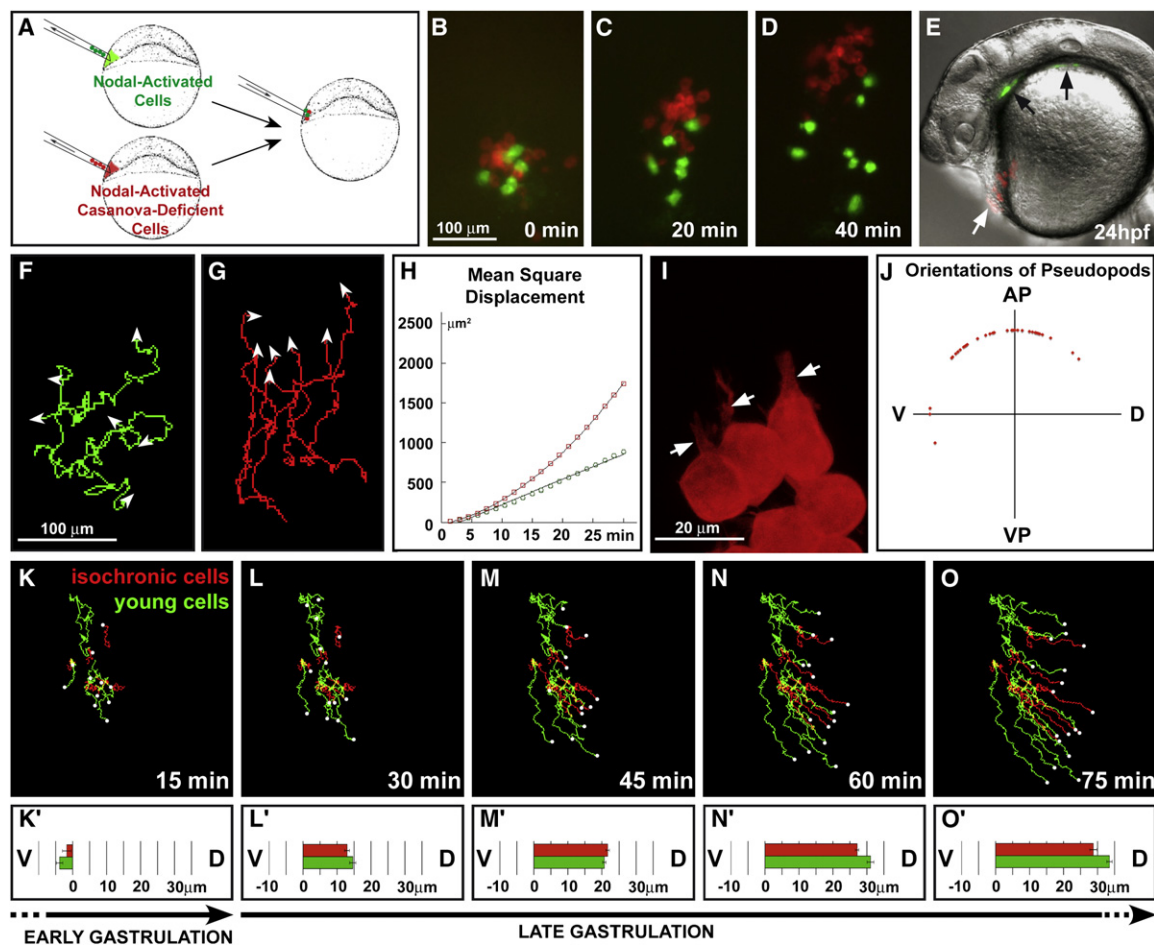 A
Nodal-Activated
Cells
Nodal-Activated
Casanova-Deficient
Cells
B
100 μm
0 min
C
20 min
D
40 min
E
24hpf
F
100 μm
G
H
Mean Square
Displacement
μm²
2500
2000
1500
1000
500
0
0 5 10 15 20 25 min
I
20 μm
J
Orientations of Pseudopods
AP
V
D
VP
K
isochronic cells
young cells
15 min
L
30 min
M
45 min
N
60 min
O
75 min
K'
V
D
0 10 20 30μm
L'
V
D
-10 0 10 20 30μm
M'
V
D
-10 0 10 20 30μm
N'
V
D
-10 0 10 20 30μm
O'
V
D
-10 0 10 20 30μm
EARLY GASTRULATION
LATE GASTRULATION